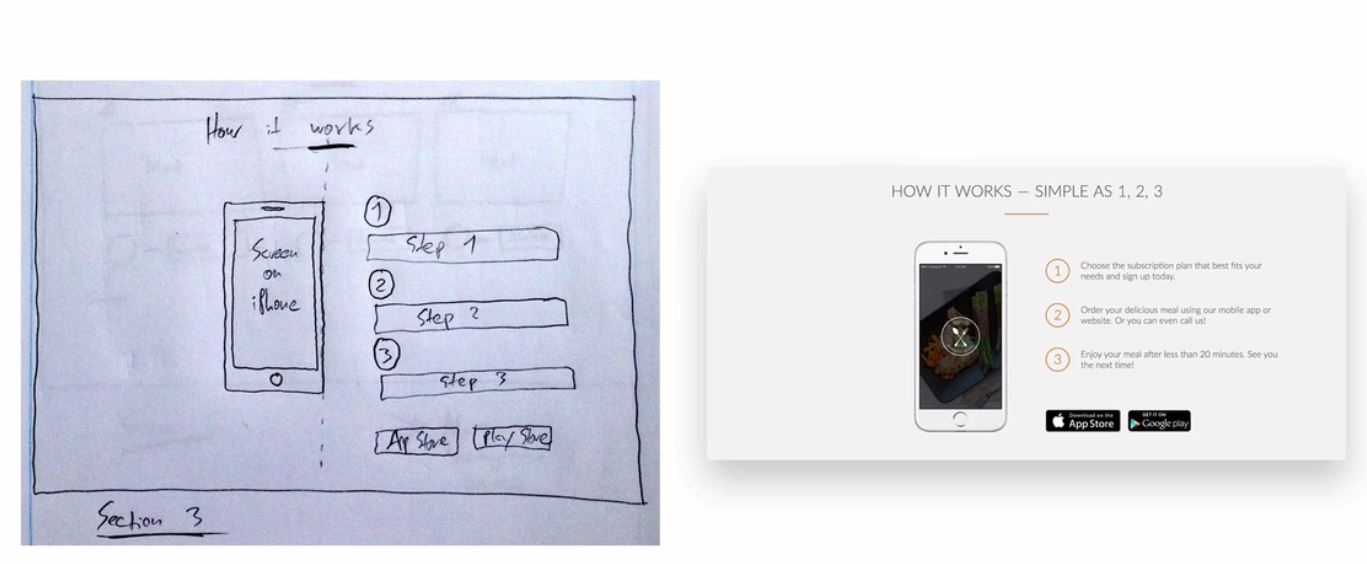 How it works
Screen
on
iPhone
1
Step 1
2
Step 2
3
Step 3
App Store
Play Store
Section 3
HOW IT WORKS — SIMPLE AS 1, 2, 3
1
Choose the subscription plan that best fits your
needs and sign up today.
2
Order your delicious meal using our mobile app or
website. Or you can even call us!
3
Enjoy your meal after less than 20 minutes. See you
the next time!
Download on the
App Store
GET IT ON
Google play